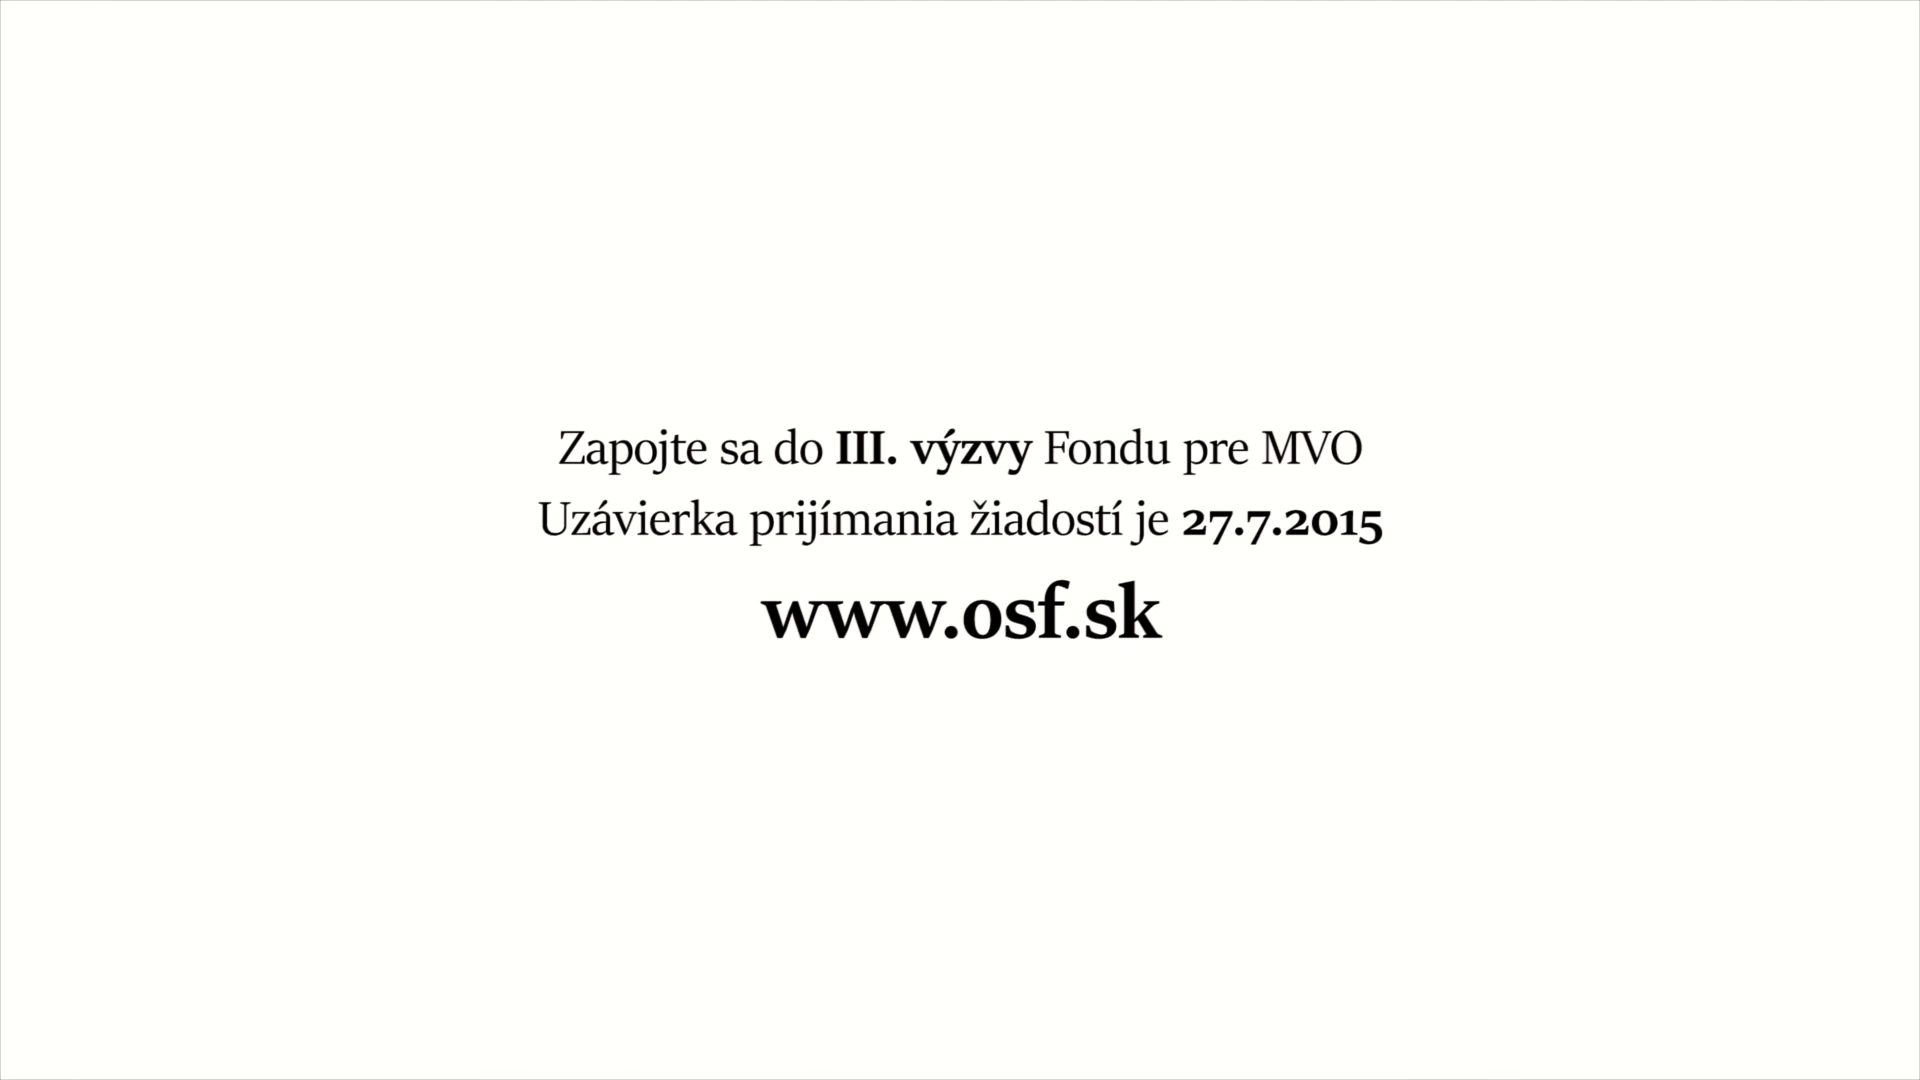 Zapojte sa do III. výzvy Fondu pre MVO
Uzávierka prijímania žiadostí je 27.7.2015
www.osf.sk